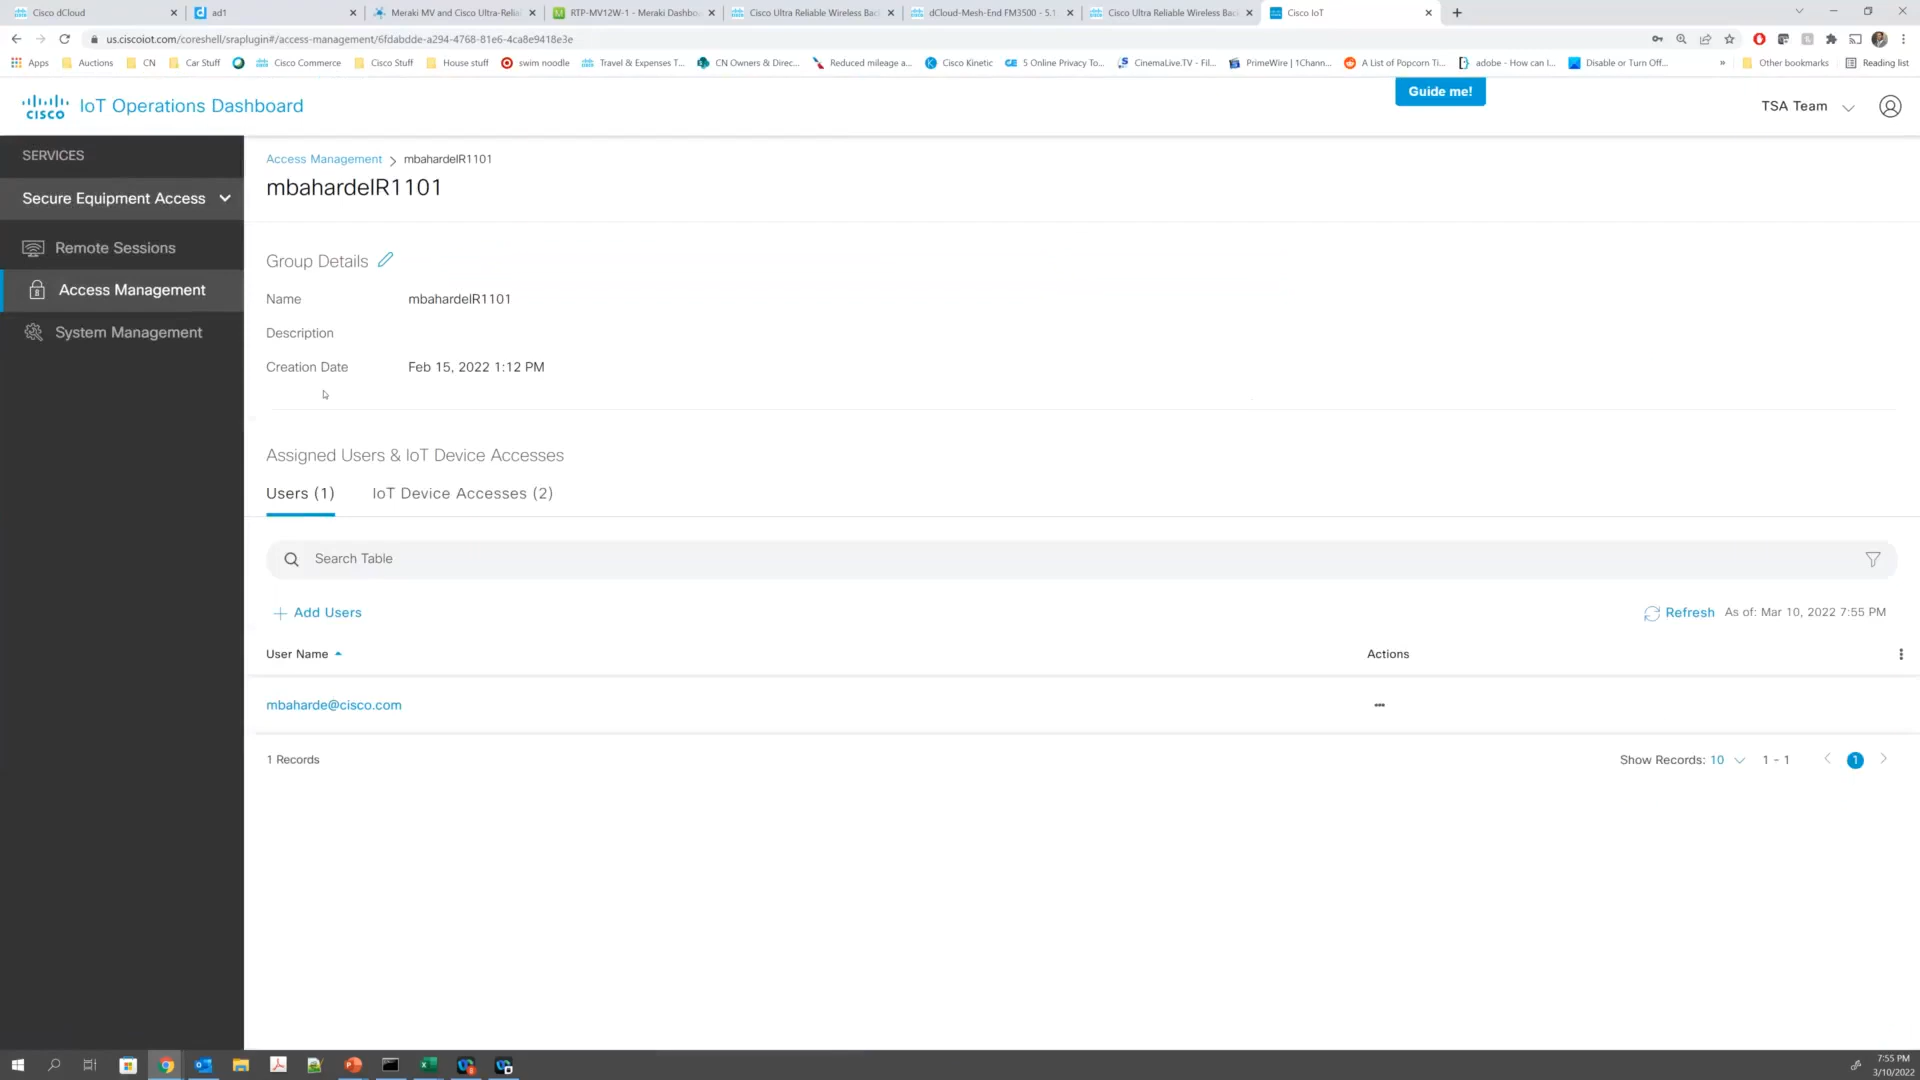 Cisco dCloud
ad1
Meraki MV and Cisco Ultra-Relia
RTP-MV12W-1 - Meraki Dashbo
Cisco Ultra Reliable Wireless Bac
dCloud-Mesh-End FM3500 - 5.1
Cisco Ultra Reliable Wireless Bac
Cisco IoT
us.ciscoiot.com/coreshell/sraplugin#/access-management/6fdabdde-a294-4768-81e6-4ca8e9418e3e
Apps
Auctions
CN
Car Stuff
Cisco Commerce
Cisco Stuff
House stuff
swim noodle
Travel & Expenses T...
CN Owners & Direc...
Reduced mileage a...
Cisco Kinetic
5 Online Privacy To...
CinemaLive.TV - Fil...
PrimeWire | 1Chann...
A List of Popcorn Ti...
adobe - How can I...
Disable or Turn Off...
»
Other bookmarks
Reading list
cisco
IoT Operations Dashboard
Guide me!
TSA Team
SERVICES
Secure Equipment Access
Remote Sessions
Access Management
System Management
Access Management > mbahardeIR1101
mbahardeIR1101
Group Details
Name mbahardeIR1101
Description
Creation Date Feb 15, 2022 1:12 PM
Assigned Users & IoT Device Accesses
Users (1) IoT Device Accesses (2)
Search Table
+ Add Users
Refresh As of: Mar 10, 2022 7:55 PM
User Name Actions
mbaharde@cisco.com
1 Records
Show Records: 10 1 - 1 1
7:55 PM
3/10/2022